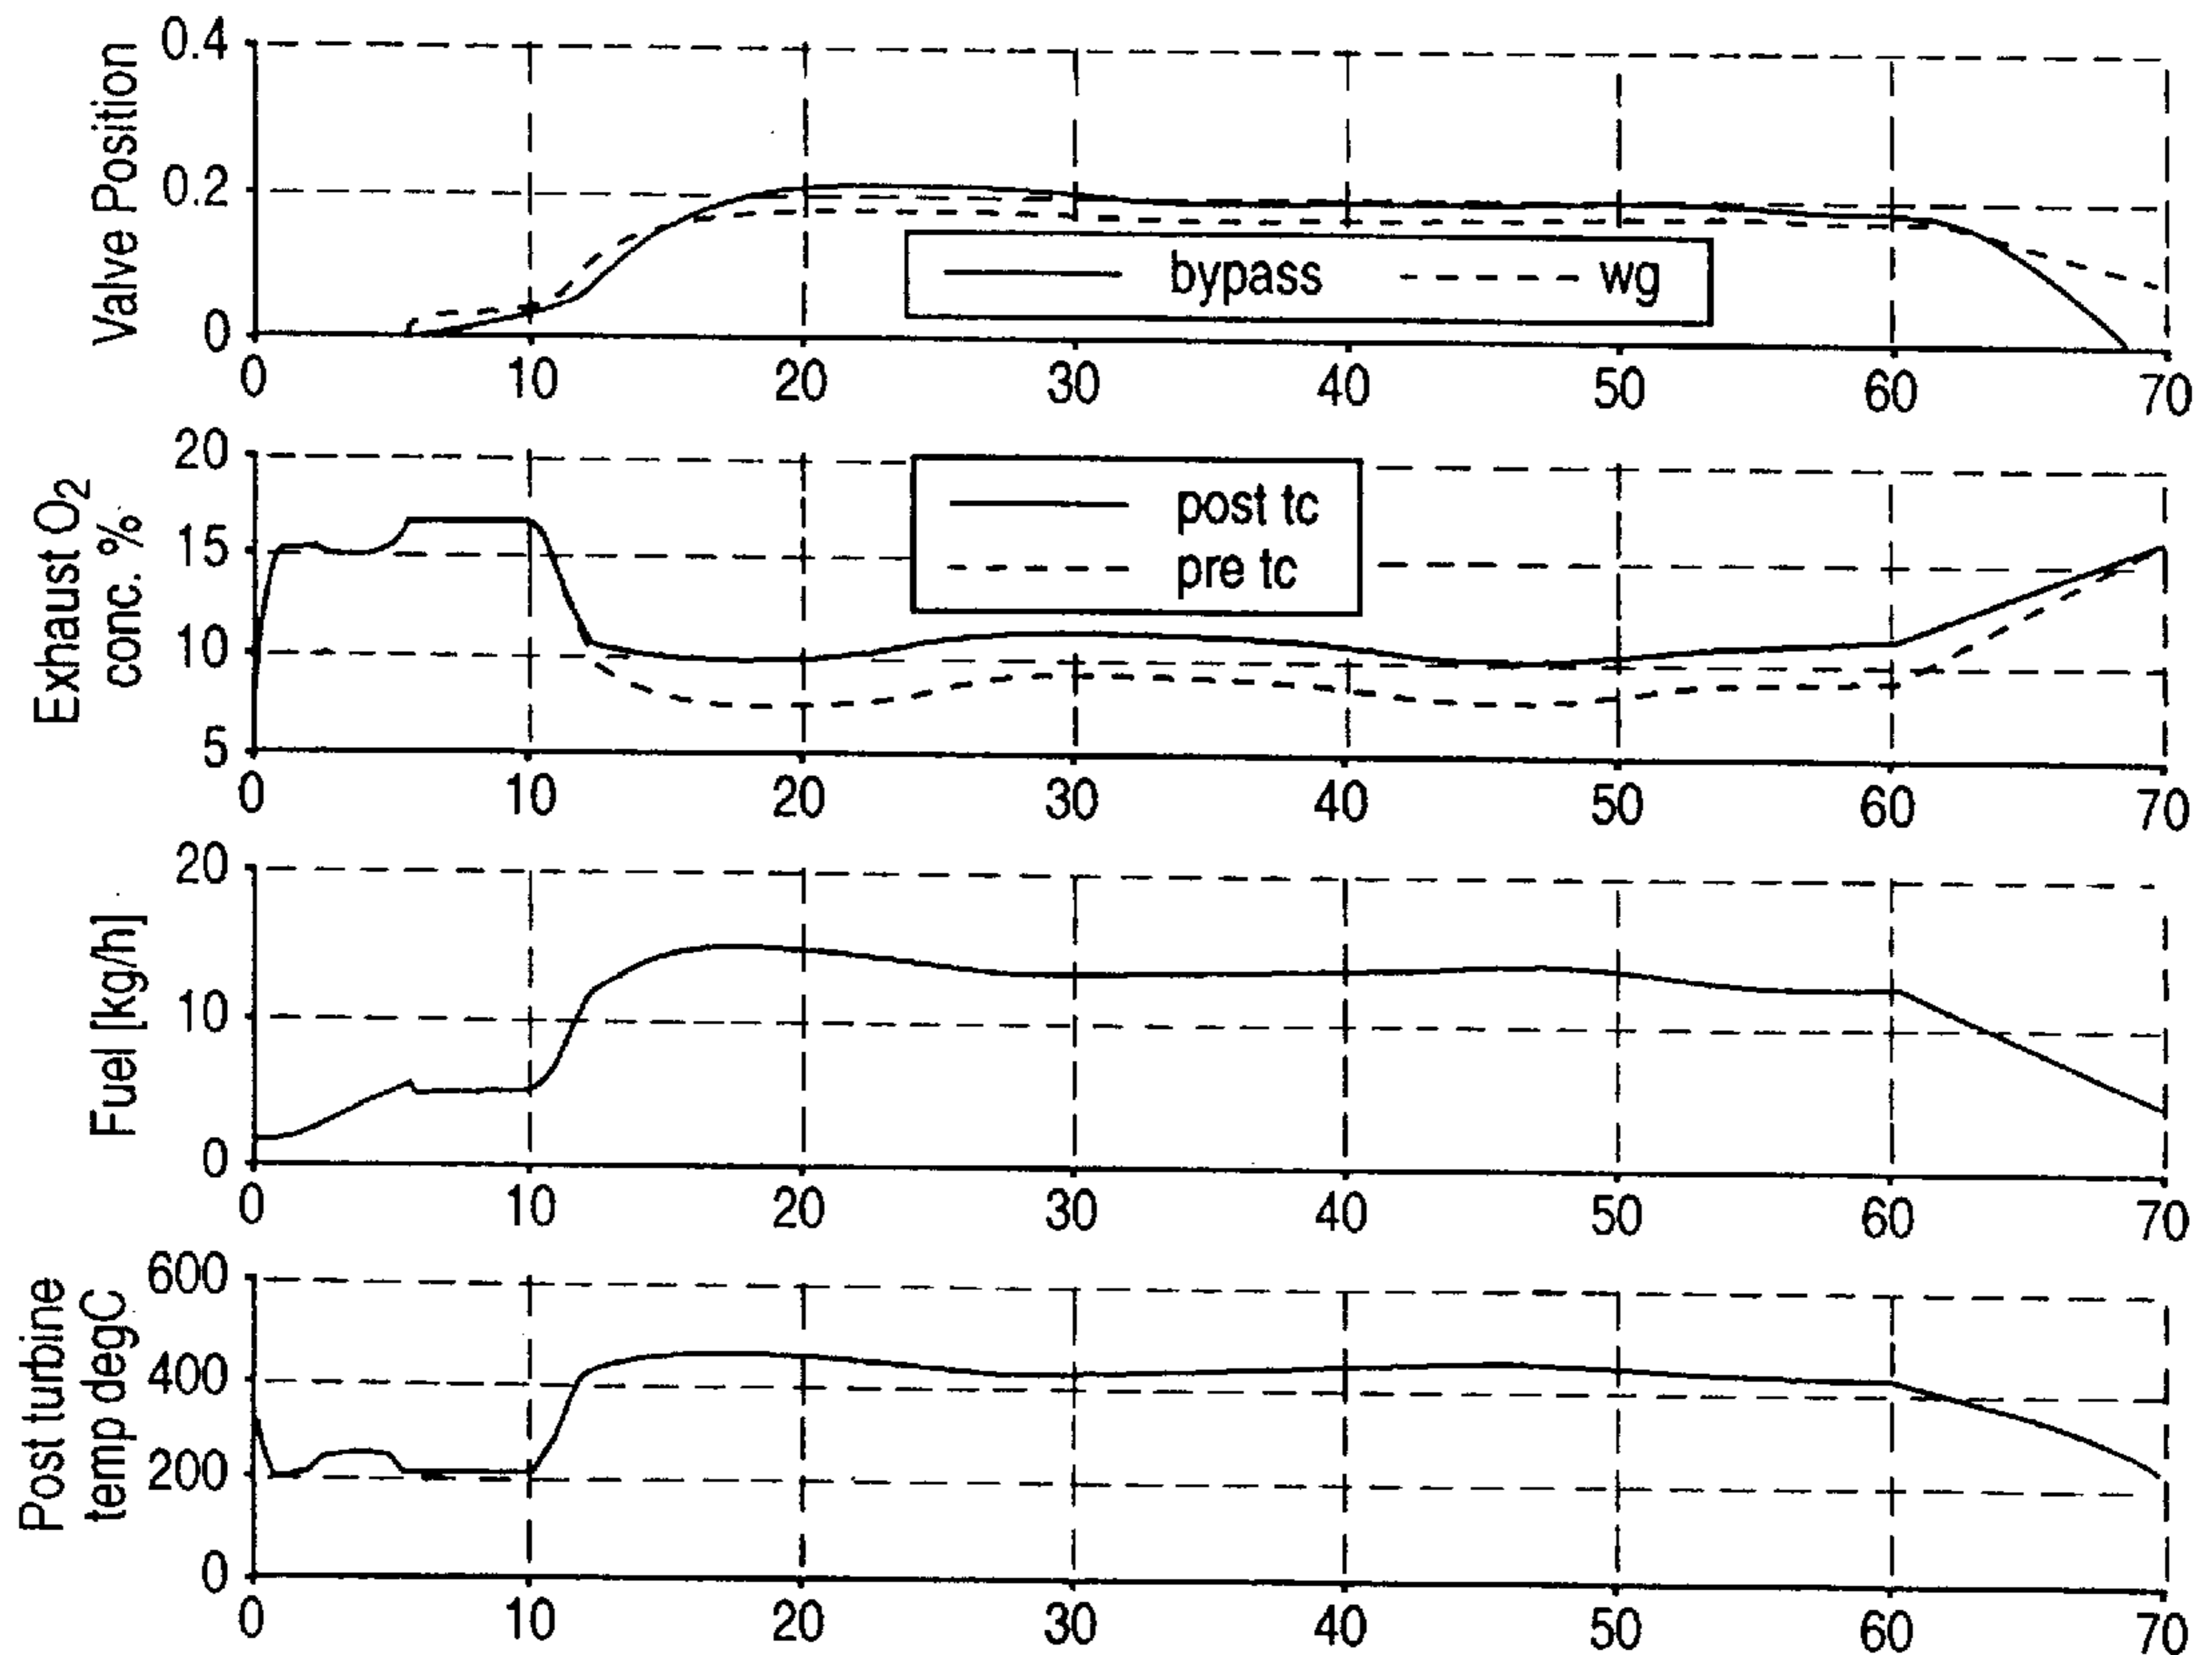 Valve Position
0.4
0.2
0
bypass wg
0 10 20 30 40 50 60 70
Exhaust O2
conc. %
20
15
10
5
post tc
pre tc
0 10 20 30 40 50 60 70
Fuel [kg/h]
20
10
0
0 10 20 30 40 50 60 70
Post turbine
temp degC
600
400
200
0
0 10 20 30 40 50 60 70